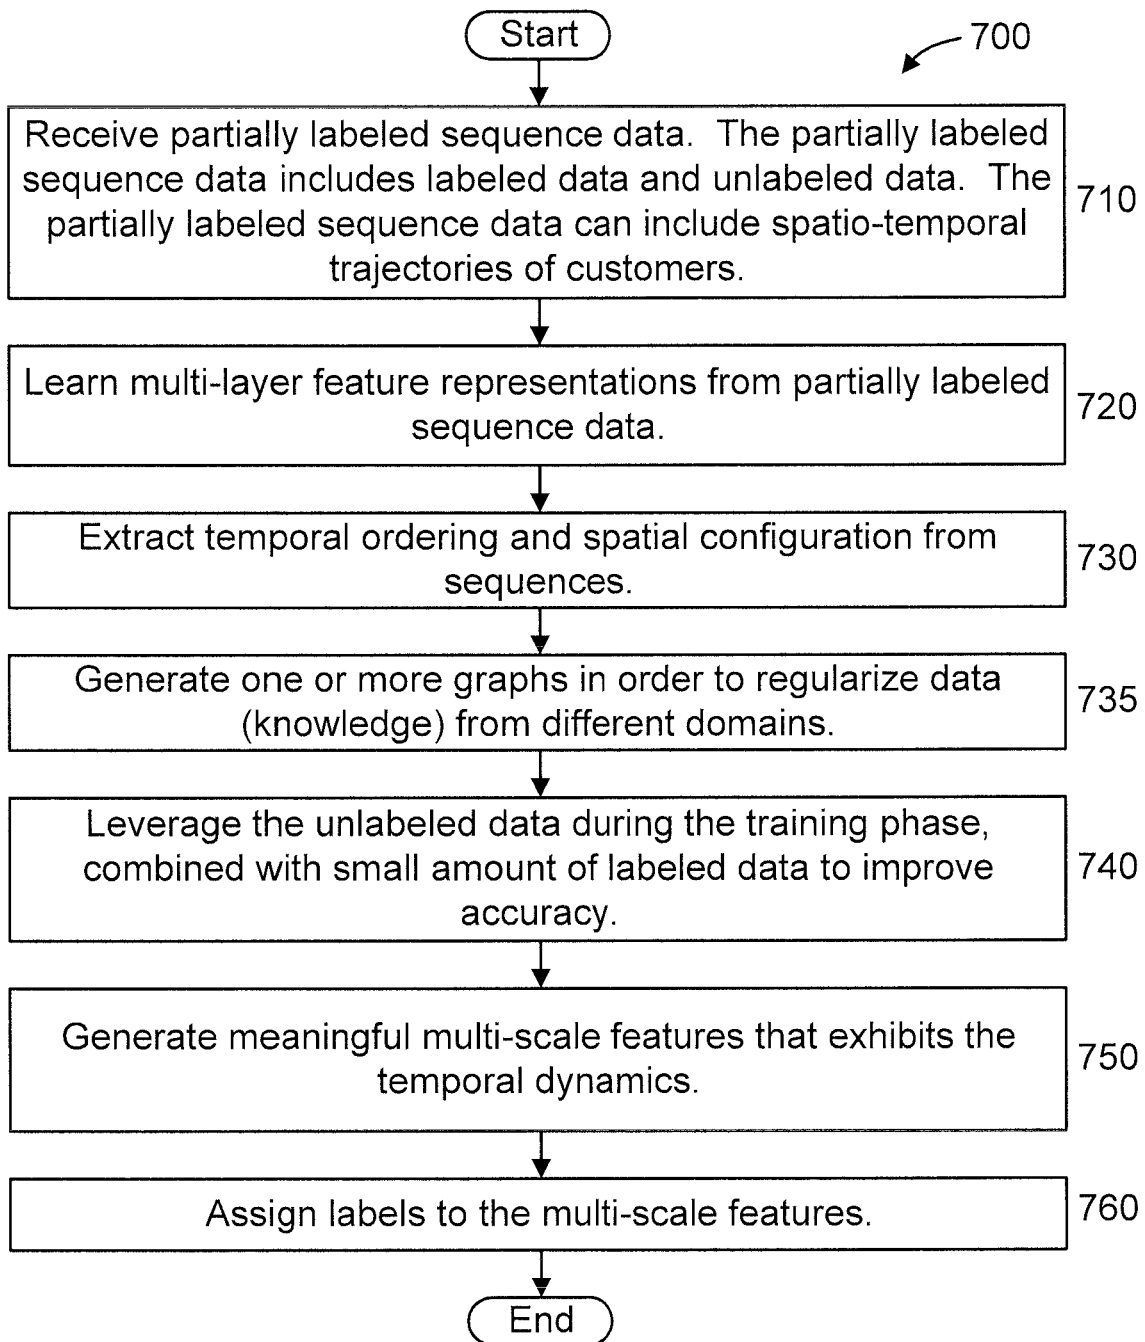 Start
700
Receive partially labeled sequence data. The partially labeled
sequence data includes labeled data and unlabeled data. The
partially labeled sequence data can include spatio-temporal
trajectories of customers.
710
Learn multi-layer feature representations from partially labeled
sequence data.
720
Extract temporal ordering and spatial configuration from
sequences.
730
Generate one or more graphs in order to regularize data
(knowledge) from different domains.
735
Leverage the unlabeled data during the training phase,
combined with small amount of labeled data to improve
accuracy.
740
Generate meaningful multi-scale features that exhibits the
temporal dynamics.
750
Assign labels to the multi-scale features.
760
End